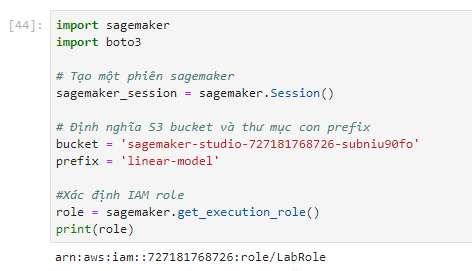 [44]:
import sagemaker
import boto3
# Tạo một phiên sagemaker
sagemaker_session = sagemaker.Session()
# Định nghĩa S3 bucket và thư mục con prefix
bucket = 'sagemaker-studio-727181768726-subniu90fo'
prefix = 'linear-model'
#Xác định IAM role
role = sagemaker.get_execution_role()
print(role)
arn:aws:iam::727181768726:role/LabRole